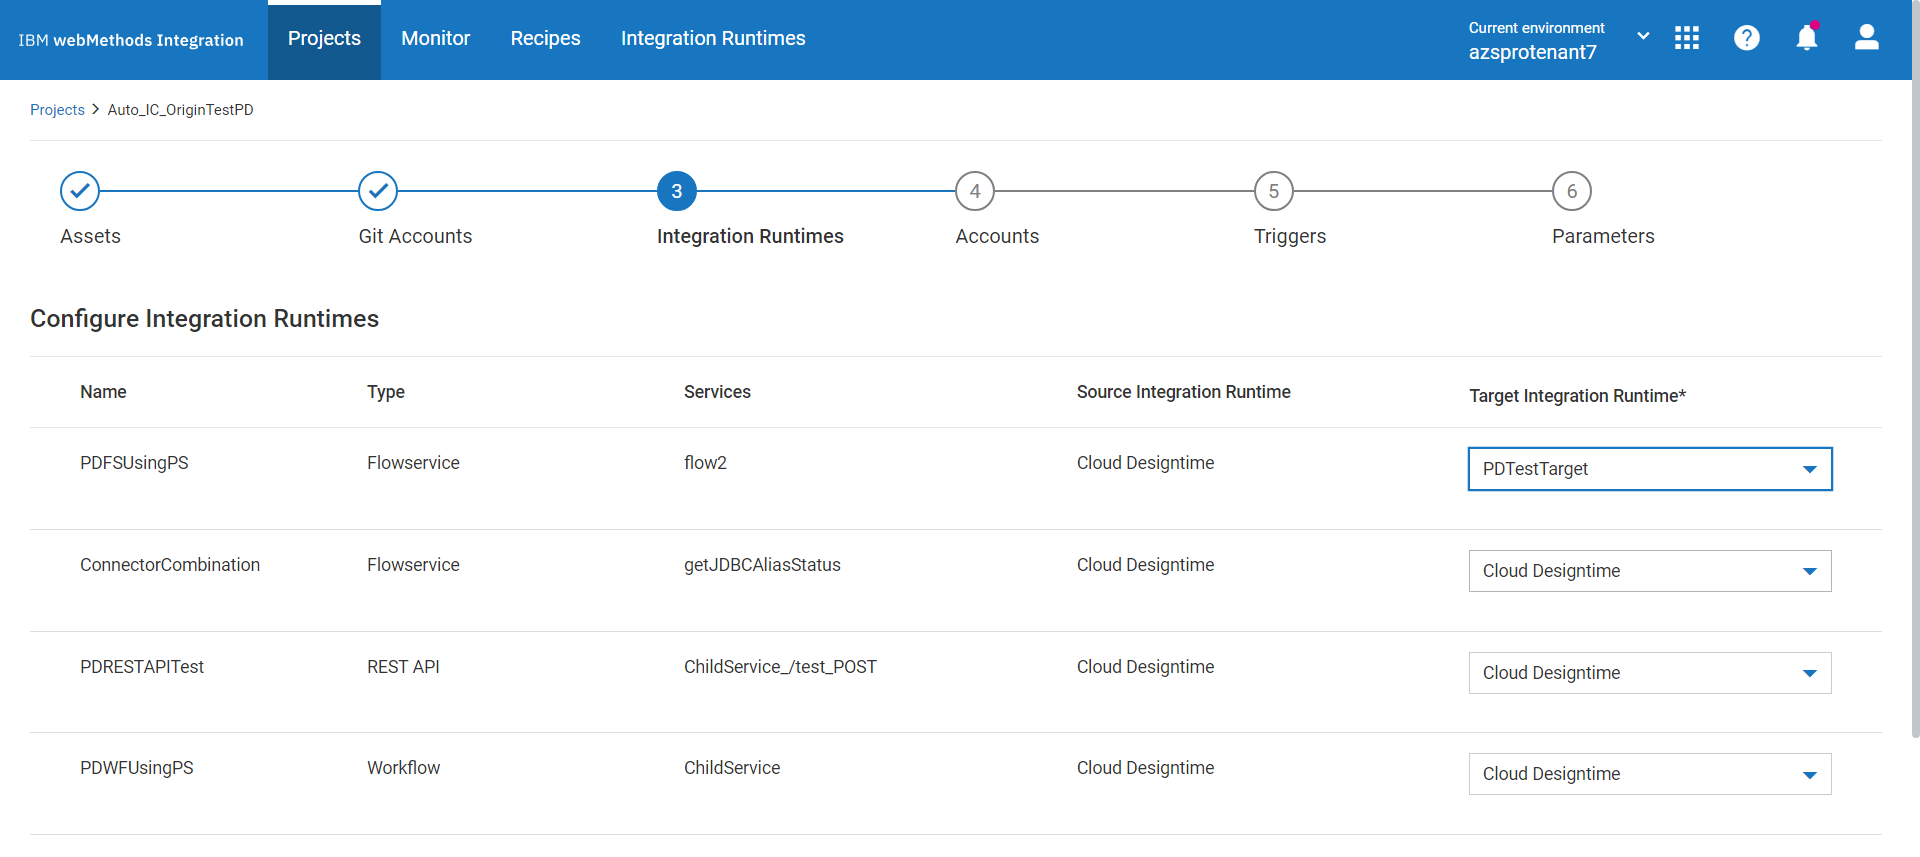 IBM webMethods Integration
Projects
Monitor
Recipes
Integration Runtimes
Current environment
azsprotenant7
?
Projects > Auto_IC_OriginTestPD
3
4
5
6
Assets
Git Accounts
Integration Runtimes
Accounts
Triggers
Parameters
Configure Integration Runtimes
Name Type Services Source Integration Runtime Target Integration Runtime*
PDFSUsingPS Flowservice flow2 Cloud Designtime PDTestTarget
ConnectorCombination Flowservice getJDBCAliasStatus Cloud Designtime Cloud Designtime
PDRESTAPITest REST API ChildService_/test_POST Cloud Designtime Cloud Designtime
PDWFUsingPS Workflow ChildService Cloud Designtime Cloud Designtime